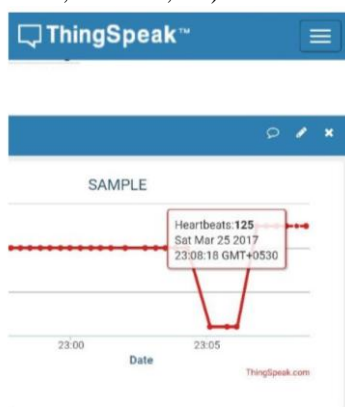 ThingSpeak™
SAMPLE
Heartbeats:125
Sat Mar 25 2017
23:08:18 GMT+0530
23:00
23:05
Date
ThingSpeak.com